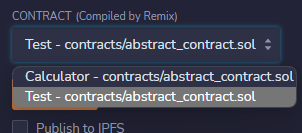 CONTRACT (Compiled by Remix)
Test - contracts/abstract_contract.sol
Calculator - contracts/abstract_contract.sol
Test - contracts/abstract_contract.sol
Publish to IPFS